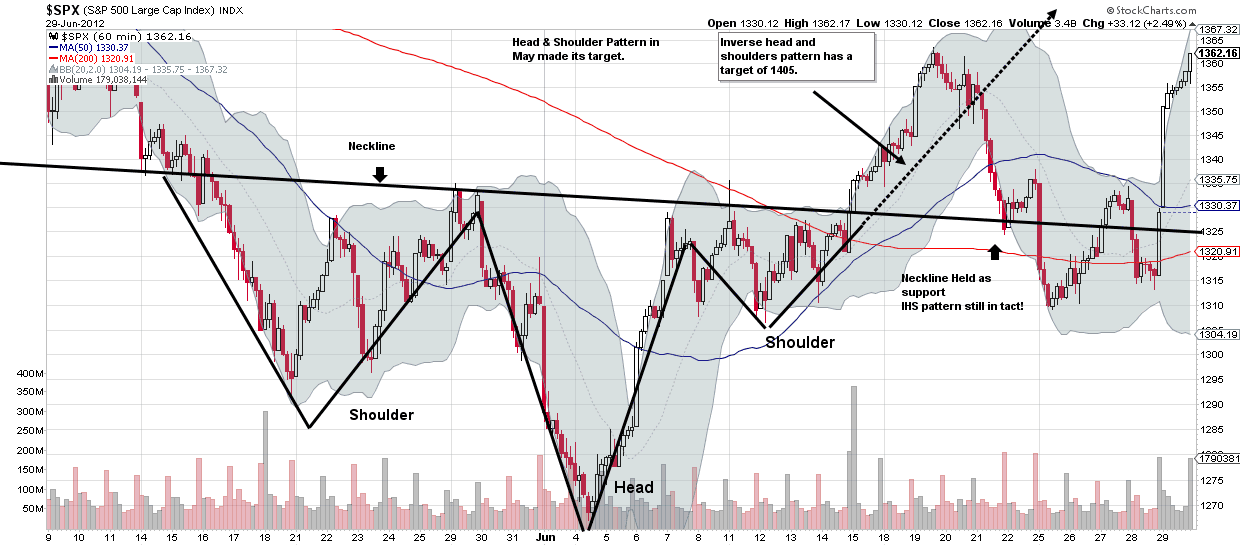 $SPX (S&P 500 Large Cap Index) INDX
© StockCharts.com
29-Jun-2012
Open 1330.12 High 1362.17 Low 1330.12 Close 1362.16 Volume 3.4B Chg +33.12 (+2.49%)
$SPX (60 min) 1362.16
MA(50) 1330.37
MA(200) 1320.91
BB(20,2.0) 1304.19 - 1335.75 - 1367.32
Volume 179,038,144
Head & Shoulder Pattern in
May made its target.
Inverse head and
shoulders pattern has a
target of 1405.
Neckline
Neckline Held as
support
IHS pattern still in tact!
Shoulder
Shoulder
Head
1367.32
1365
1362.16
1360
1355
1350
1345
1340
1335.75
1330.37
1325
1320.91
1315
1310
1304.19
1300
1295
1290
1285
1280
1275
1270
1790381
400M
350M
300M
250M
200M
150M
100M
50M
9 10 11 14 15 16 17 18 21 22 23 24 25 29 30 31 Jun 4 5 6 7 8 11 12 13 14 15 18 19 20 21 22 25 26 27 28 29